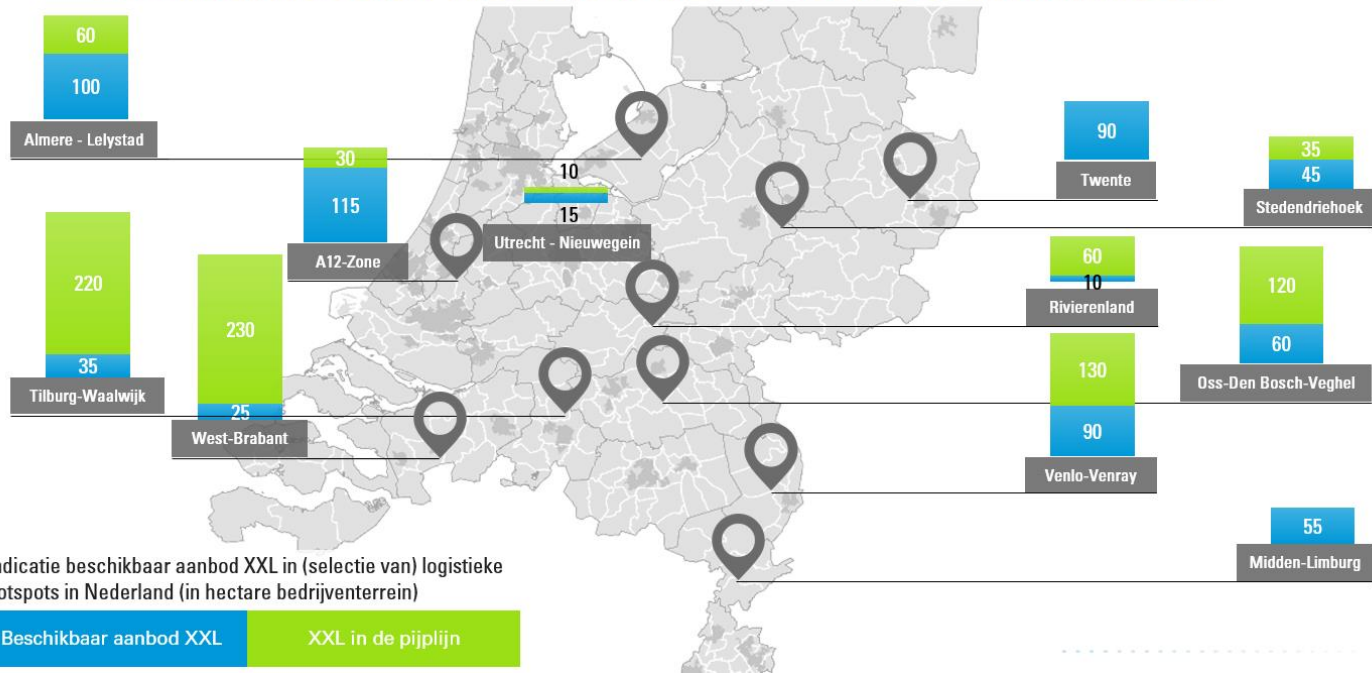 60
100
Almere - Lelystad
30
115
A12-Zone
10
15
Utrecht - Nieuwegein
90
Twente
35
45
Stedendriehoek
220
35
Tilburg-Waalwijk
230
25
West-Brabant
60
10
Rivierenland
120
60
Oss-Den Bosch-Veghel
130
90
Venlo-Venray
55
Midden-Limburg
ndicatie beschikbaar aanbod XXL in (selectie van) logistieke
otspots in Nederland (in hectare bedrijventerrein)
Beschikbaar aanbod XXL
XXL in de pijplijn